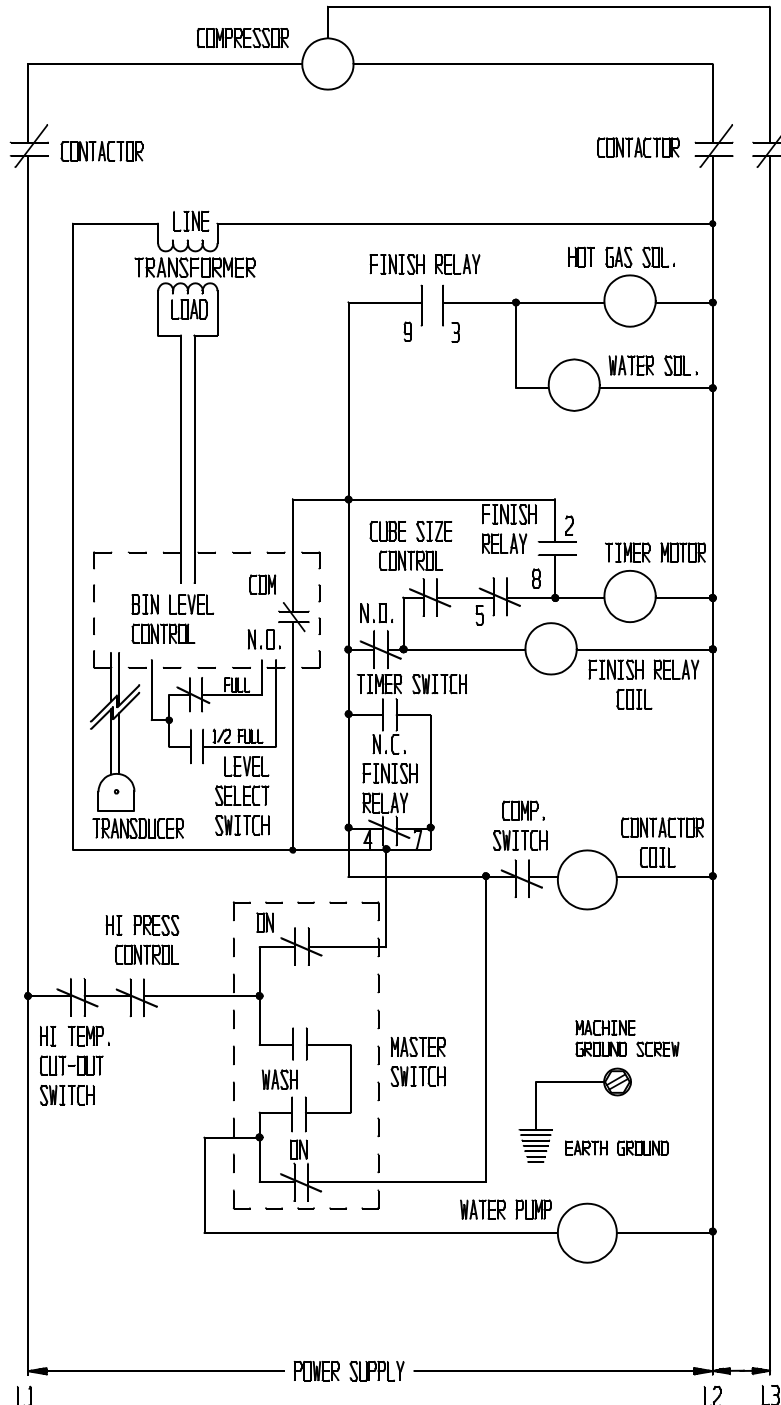 COMPRESSOR
CONTACTOR
CONTACTOR
LINE
TRANSFORMER
LOAD
FINISH RELAY
9 3
HOT GAS SOL.
WATER SOL.
CUBE SIZE
CONTROL
FINISH
RELAY
2
8
5
TIMER MOTOR
COM
BIN LEVEL
CONTROL
N.O.
N.O.
FINISH RELAY
COIL
TIMER SWITCH
FULL
1/2 FULL
LEVEL
SELECT
SWITCH
TRANSDUCER
N.C.
FINISH
RELAY
4 7
COMP.
SWITCH
CONTACTOR
COIL
HI PRESS
CONTROL
ON
HI TEMP.
CUT-OUT
SWITCH
WASH
MASTER
SWITCH
ON
MACHINE
GROUND SCREW
EARTH GROUND
WATER PUMP
POWER SUPPLY
L1 L2 L3